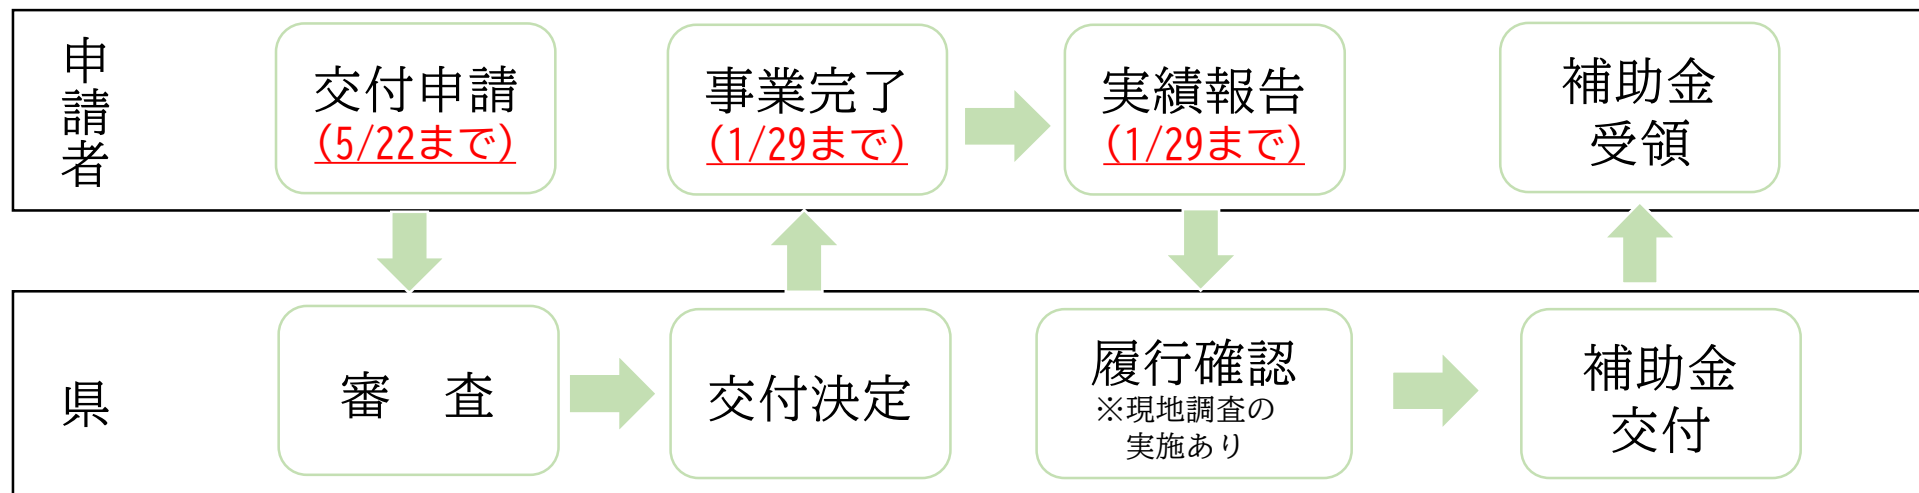 申請者
交付申請
(5/22まで)
事業完了
(1/29まで)
実績報告
(1/29まで)
補助金
受領
県
審　査
交付決定
履行確認
※現地調査の
実施あり
補助金
交付